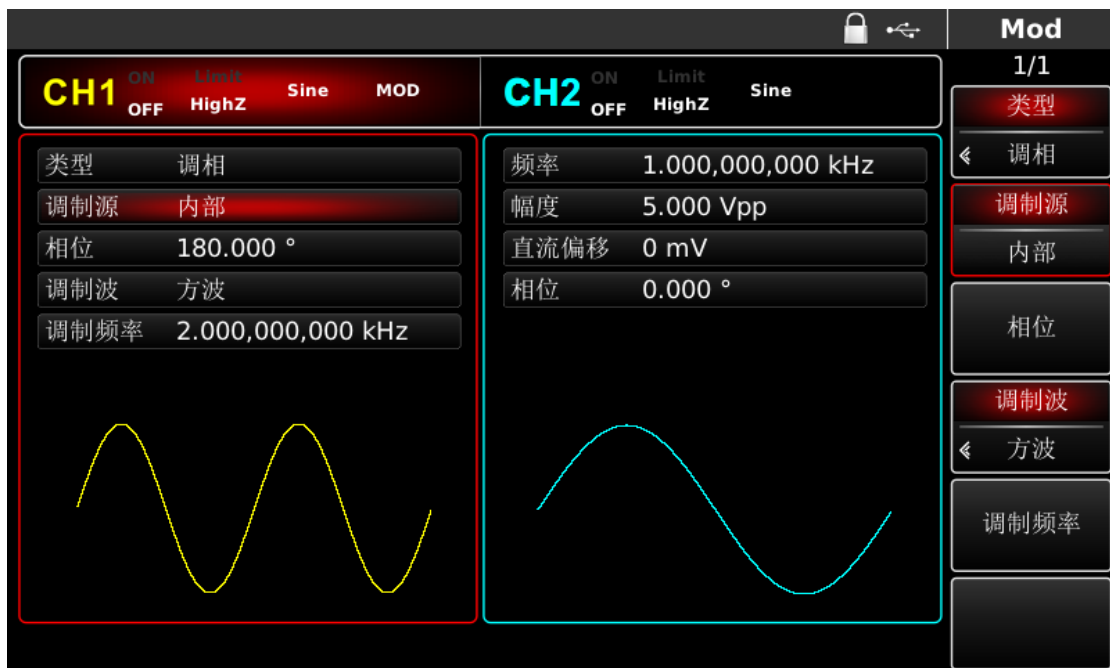 Mod
1/1
CH1 ON OFF Limit HighZ Sine MOD
CH2 ON OFF Limit HighZ Sine
类型 调相
调制源 内部
相位 180.000 °
调制波 方波
调制频率 2.000,000,000 kHz
频率 1.000,000,000 kHz
幅度 5.000 Vpp
直流偏移 0 mV
相位 0.000 °
类型
调相
调制源
内部
相位
调制波
方波
调制频率